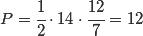 P = 1/2 · 14 · 12/7 = 12